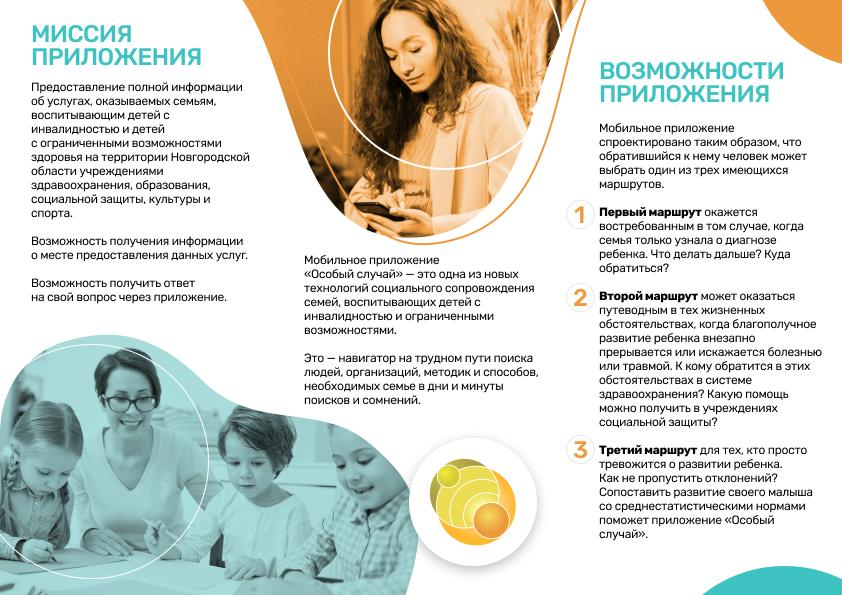 МИССИЯ
ПРИЛОЖЕНИЯ
Предоставление полной информации
об услугах, оказываемых семьям,
воспитывающим детей с
инвалидностью и детей
с ограниченными возможностями
здоровья на территории Новгородской
области учреждениями
здравоохранения, образования,
социальной защиты, культуры и
спорта.
Возможность получения информации
о месте предоставления данных услуг.
Возможность получить ответ
на свой вопрос через приложение.
Мобильное приложение
«Особый случай» — это одна из новых
технологий социального сопровождения
семей, воспитывающих детей с
инвалидностью и ограниченными
возможностями.
Это — навигатор на трудном пути поиска
людей, организаций, методик и способов,
необходимых семье в дни и минуты
поисков и сомнений.
ВОЗМОЖНОСТИ
ПРИЛОЖЕНИЯ
Мобильное приложение
спроектировано таким образом, что
обратившийся к нему человек может
выбрать один из трех имеющихся
маршрутов.
1 Первый маршрут окажется
востребованным в том случае, когда
семья только узнала о диагнозе
ребенка. Что делать дальше? Куда
обратиться?
2 Второй маршрут может оказаться
путеводным в тех жизненных
обстоятельствах, когда благополучное
развитие ребенка внезапно
прерывается или искажается болезнью
или травмой. К кому обратится в этих
обстоятельствах в системе
здравоохранения? Какую помощь
можно получить в учреждениях
социальной защиты?
3 Третий маршрут для тех, кто просто
тревожится о развитии ребенка.
Как не пропустить отклонений?
Сопоставить развитие своего малыша
со среднестатистическими нормами
поможет приложение «Особый
случай».